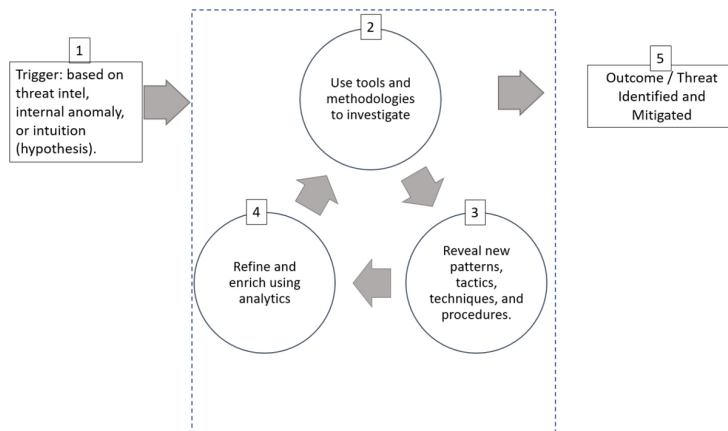 1
Trigger: based on
threat intel,
internal anomaly,
or intuition
(hypothesis).
2
Use tools and
methodologies
to investigate
3
Reveal new
patterns,
tactics,
techniques, and
procedures.
4
Refine and
enrich using
analytics
5
Outcome / Threat
Identified and
Mitigated